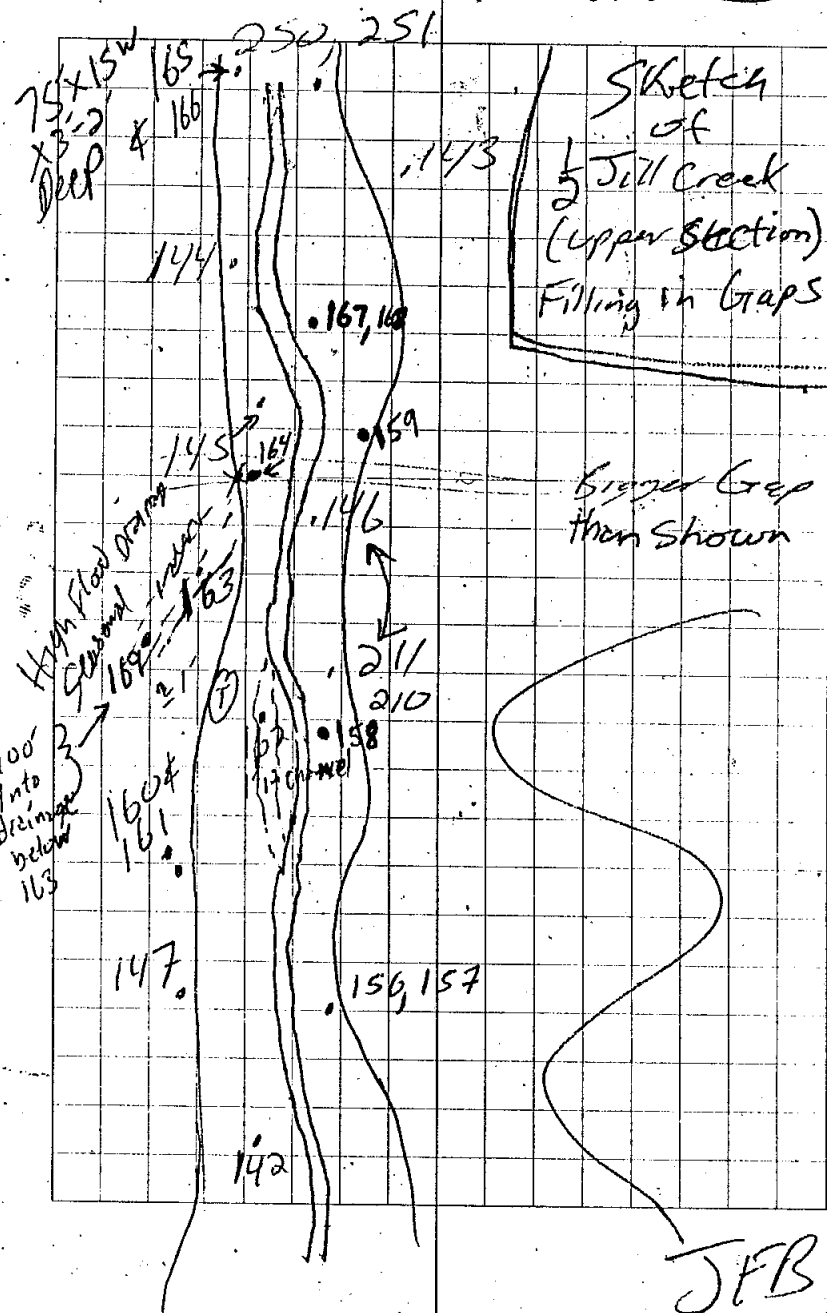 250, 251
75'x15'W
x3'-2'
Deep
165
& 166
.143
Sketch
of
1/2 Jill Creek
(upper Section)
Filling in Gaps
144
167, 168
159
145
164
.146
Bigger Gap
than Shown
High Flow
Seasonal
163
169
211
210
158
in channel
100'
into
drainage
below
163
160 &
161
147
156, 157
142
JFB